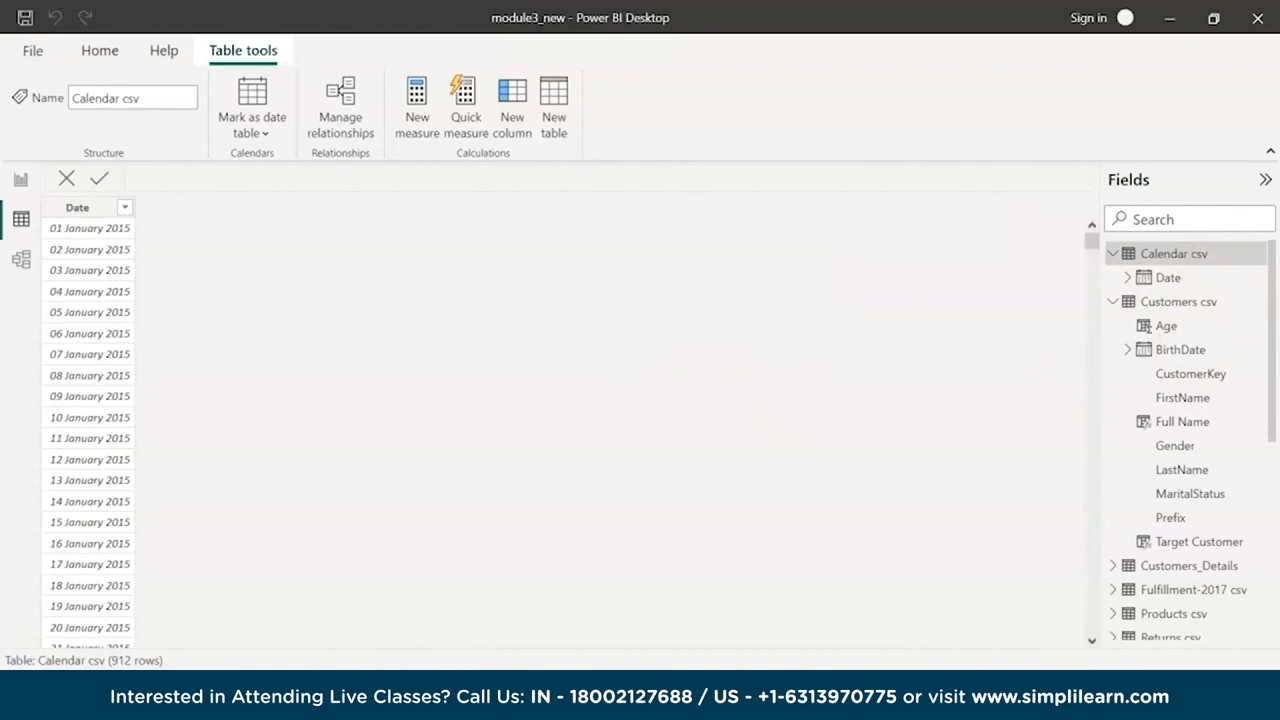 module3_new - Power BI Desktop
Sign in
File
Home
Help
Table tools
Name
Calendar csv
Mark as date
table
Manage
relationships
New
measure
Quick
measure
New
column
New
table
Structure
Calendars
Relationships
Calculations
Fields
Search
Date
01 January 2015
02 January 2015
03 January 2015
04 January 2015
05 January 2015
06 January 2015
07 January 2015
08 January 2015
09 January 2015
10 January 2015
11 January 2015
12 January 2015
13 January 2015
14 January 2015
15 January 2015
16 January 2015
17 January 2015
18 January 2015
19 January 2015
20 January 2015
21 January 2015
Calendar csv
Date
Customers csv
Age
BirthDate
CustomerKey
FirstName
Full Name
Gender
LastName
MaritalStatus
Prefix
Target Customer
Customers_Details
Fulfillment-2017 csv
Products csv
Returns csv
Table: Calendar csv (912 rows)
Interested in Attending Live Classes? Call Us: IN - 18002127688 / US - +1-6313970775 or visit www.simplilearn.com